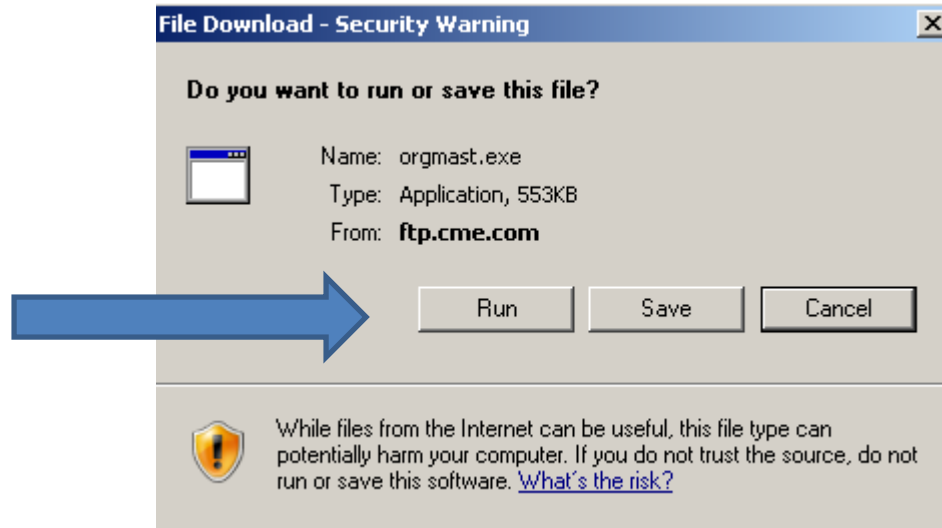 File Download - Security Warning
Do you want to run or save this file?
Name: orgmast.exe
Type: Application, 553KB
From: ftp.cme.com
Run Save Cancel
While files from the Internet can be useful, this file type can
potentially harm your computer. If you do not trust the source, do not
run or save this software. What's the risk?